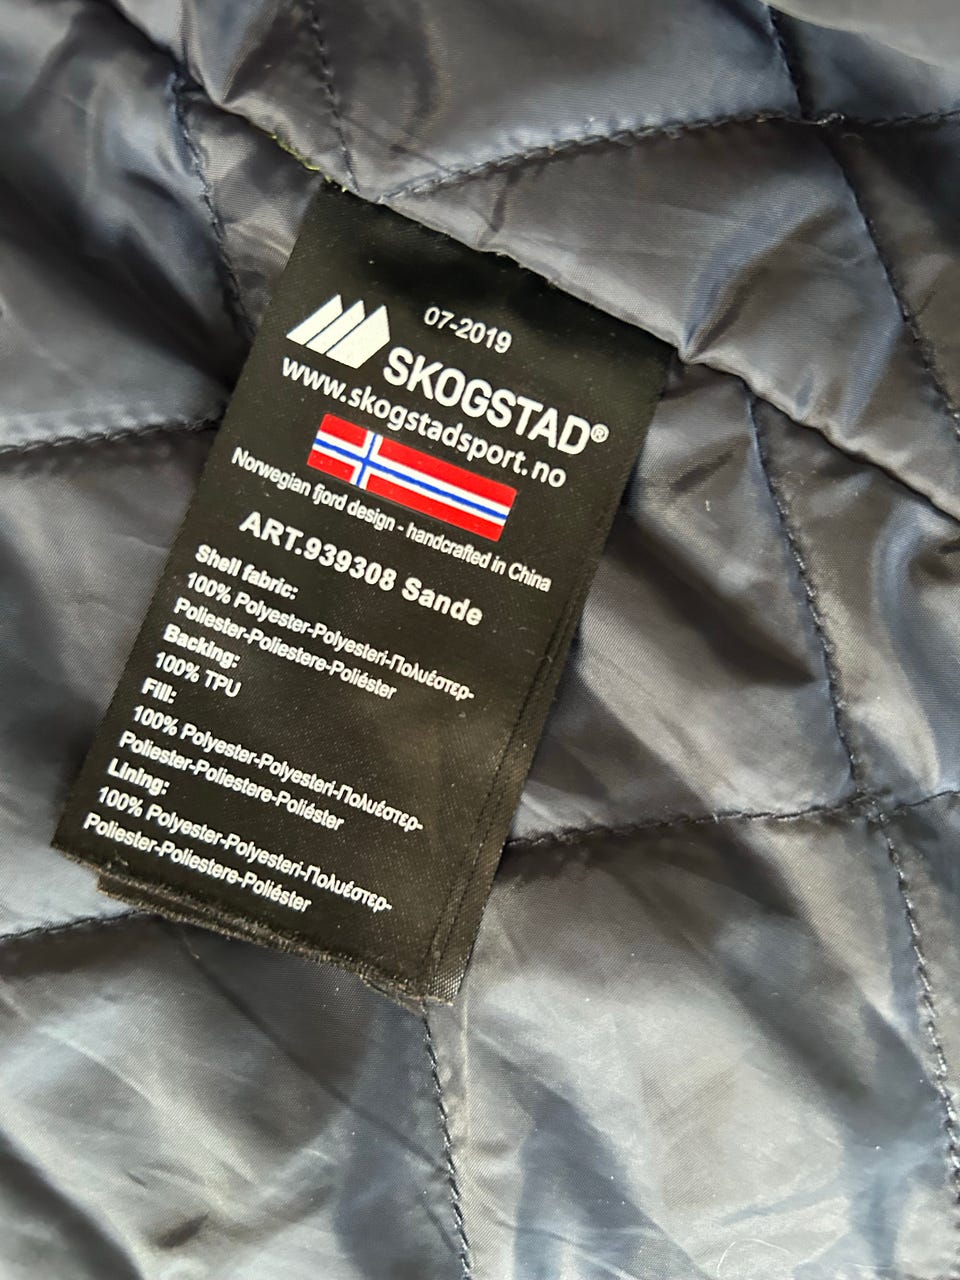 07-2019
SKOGSTAD®
www.skogstadsport.no
Norwegian fjord design - handcrafted in China
ART.939308 Sande
Shell fabric:
100% Polyester-Polyesteri-Πολυέστερ-
Poliester-Poliestere-Poliéster
Backing:
100% TPU
Fill:
100% Polyester-Polyesteri-Πολυέστερ-
Poliester-Poliestere-Poliéster
Lining:
100% Polyester-Polyesteri-Πολυέστερ-
Poliester-Poliestere-Poliéster